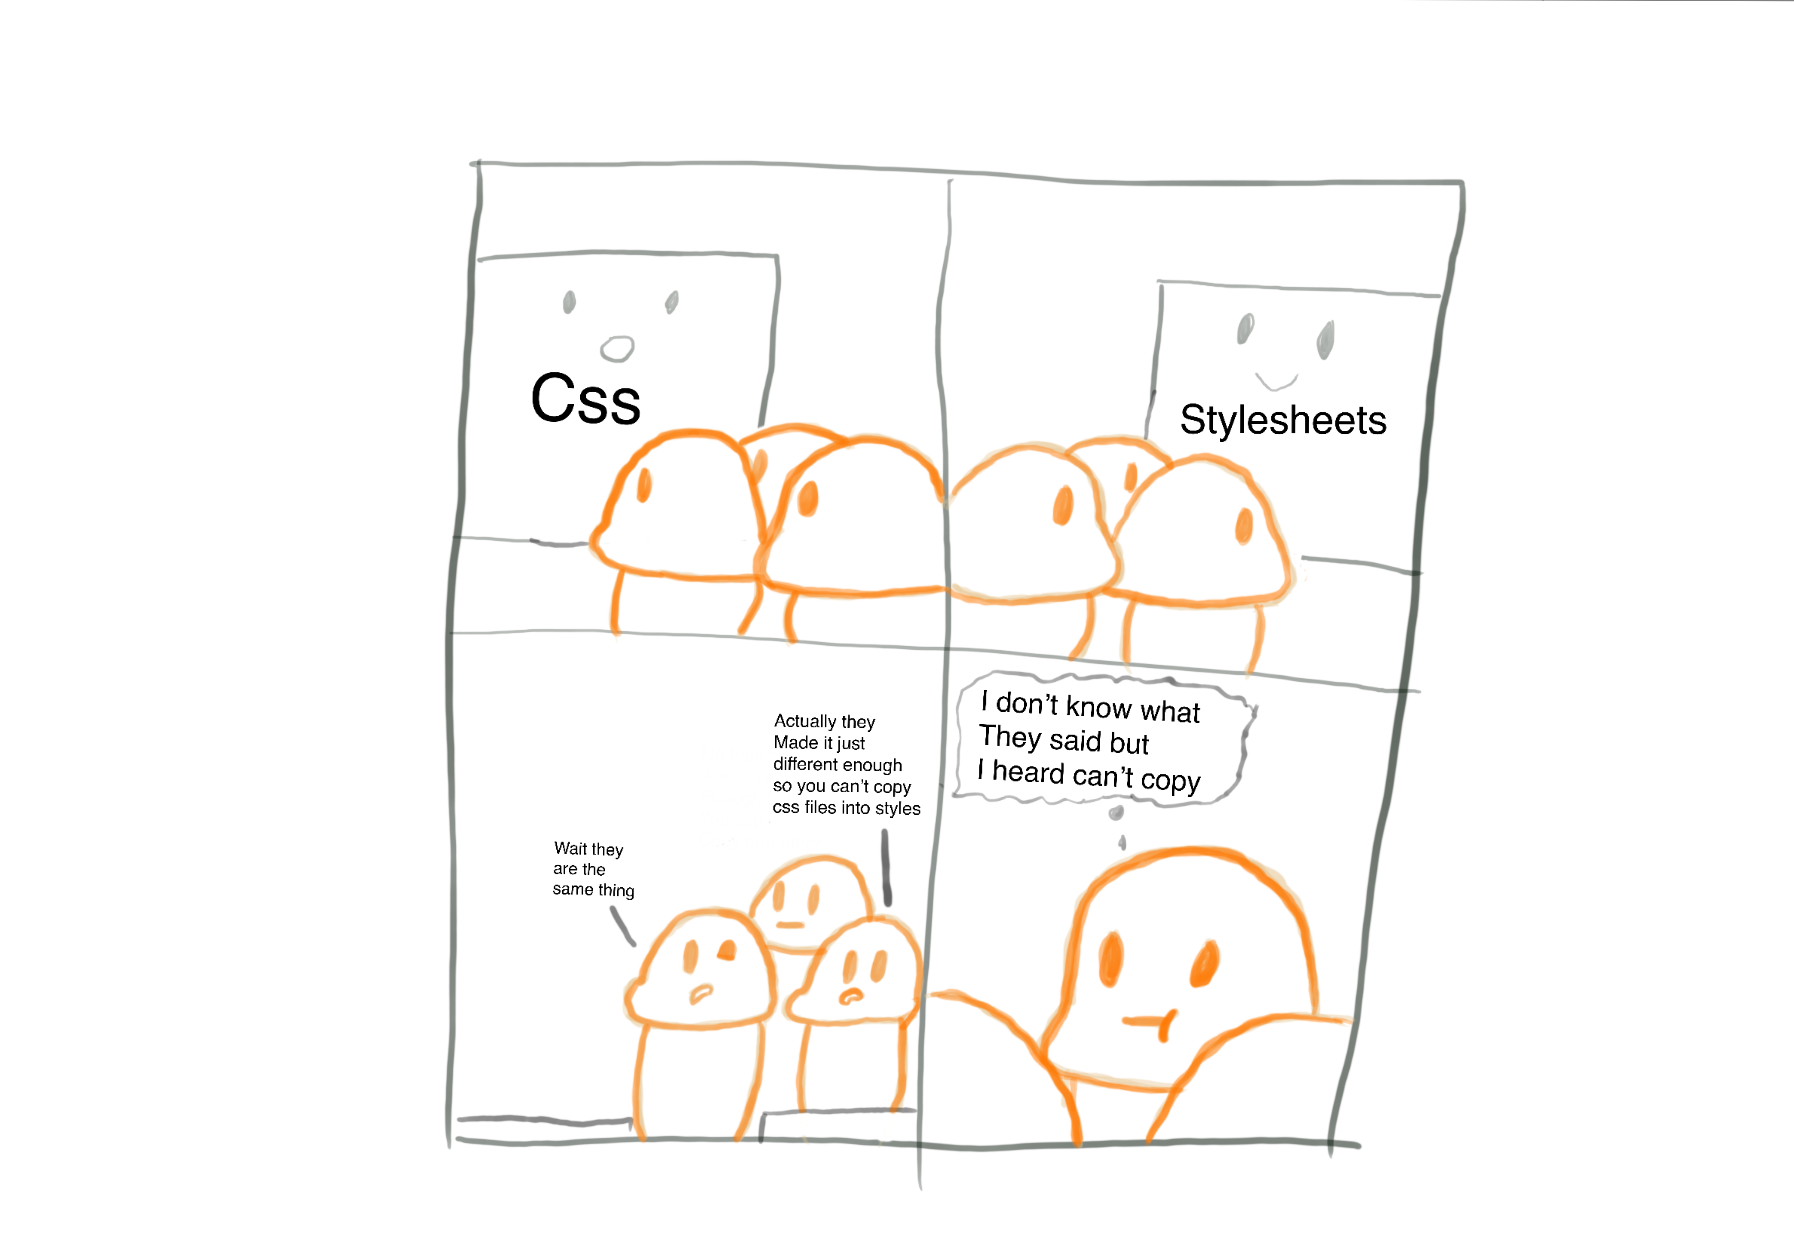 Css
Stylesheets
Wait they
are the
same thing
Actually they
Made it just
different enough
so you can't copy
css files into styles
I don't know what
They said but
I heard can't copy